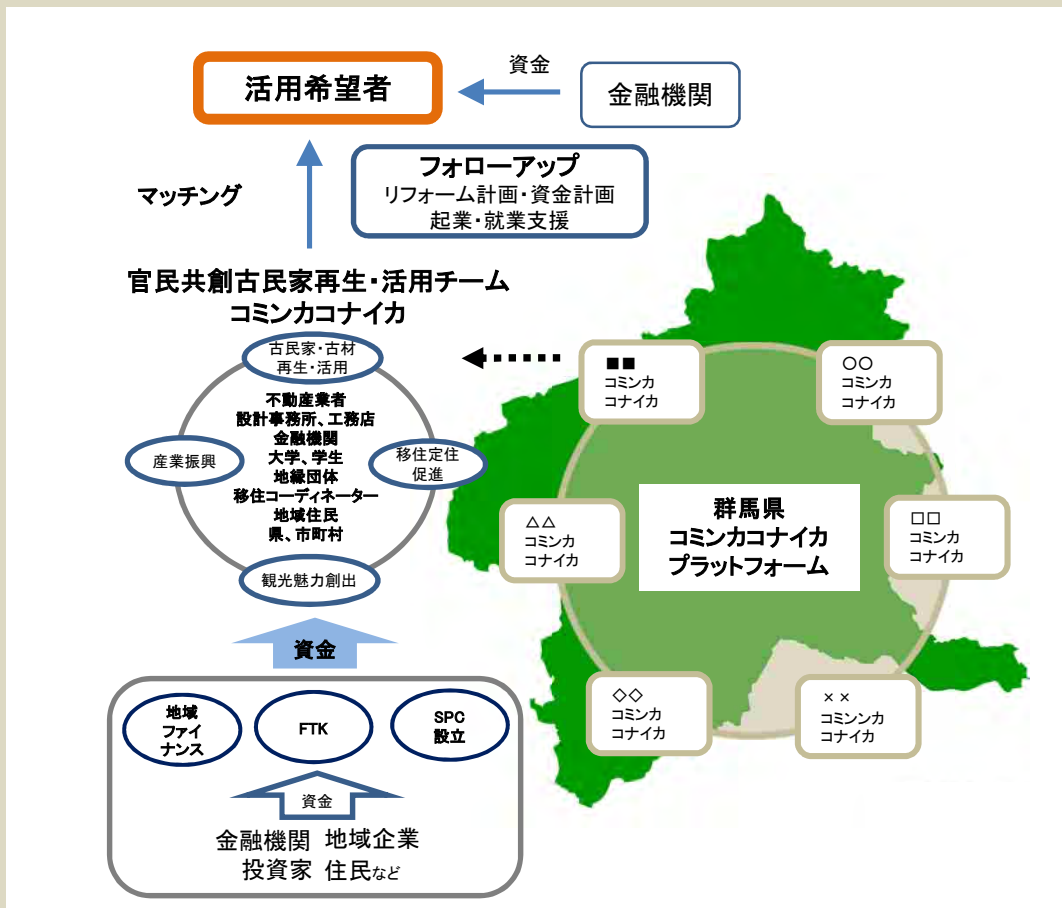 活用希望者
資金
金融機関
マッチング
フォローアップ
リフォーム計画・資金計画
起業・就業支援
官民共創古民家再生・活用チーム
コミンカコナイカ
古民家・古材
再生・活用
産業振興
不動産業者
設計事務所、工務店
金融機関
大学、学生
地縁団体
移住コーディネーター
地域住民
県、市町村
移住定住
促進
観光魅力創出
資金
地域
ファイ
ナンス
FTK
SPC
設立
資金
金融機関 地域企業
投資家 住民など
■■
コミンカ
コナイカ
○○
コミンカ
コナイカ
△△
コミンカ
コナイカ
群馬県
コミンカコナイカ
プラットフォーム
□□
コミンカ
コナイカ
◇◇
コミンカ
コナイカ
××
コミンンカ
コナイカ